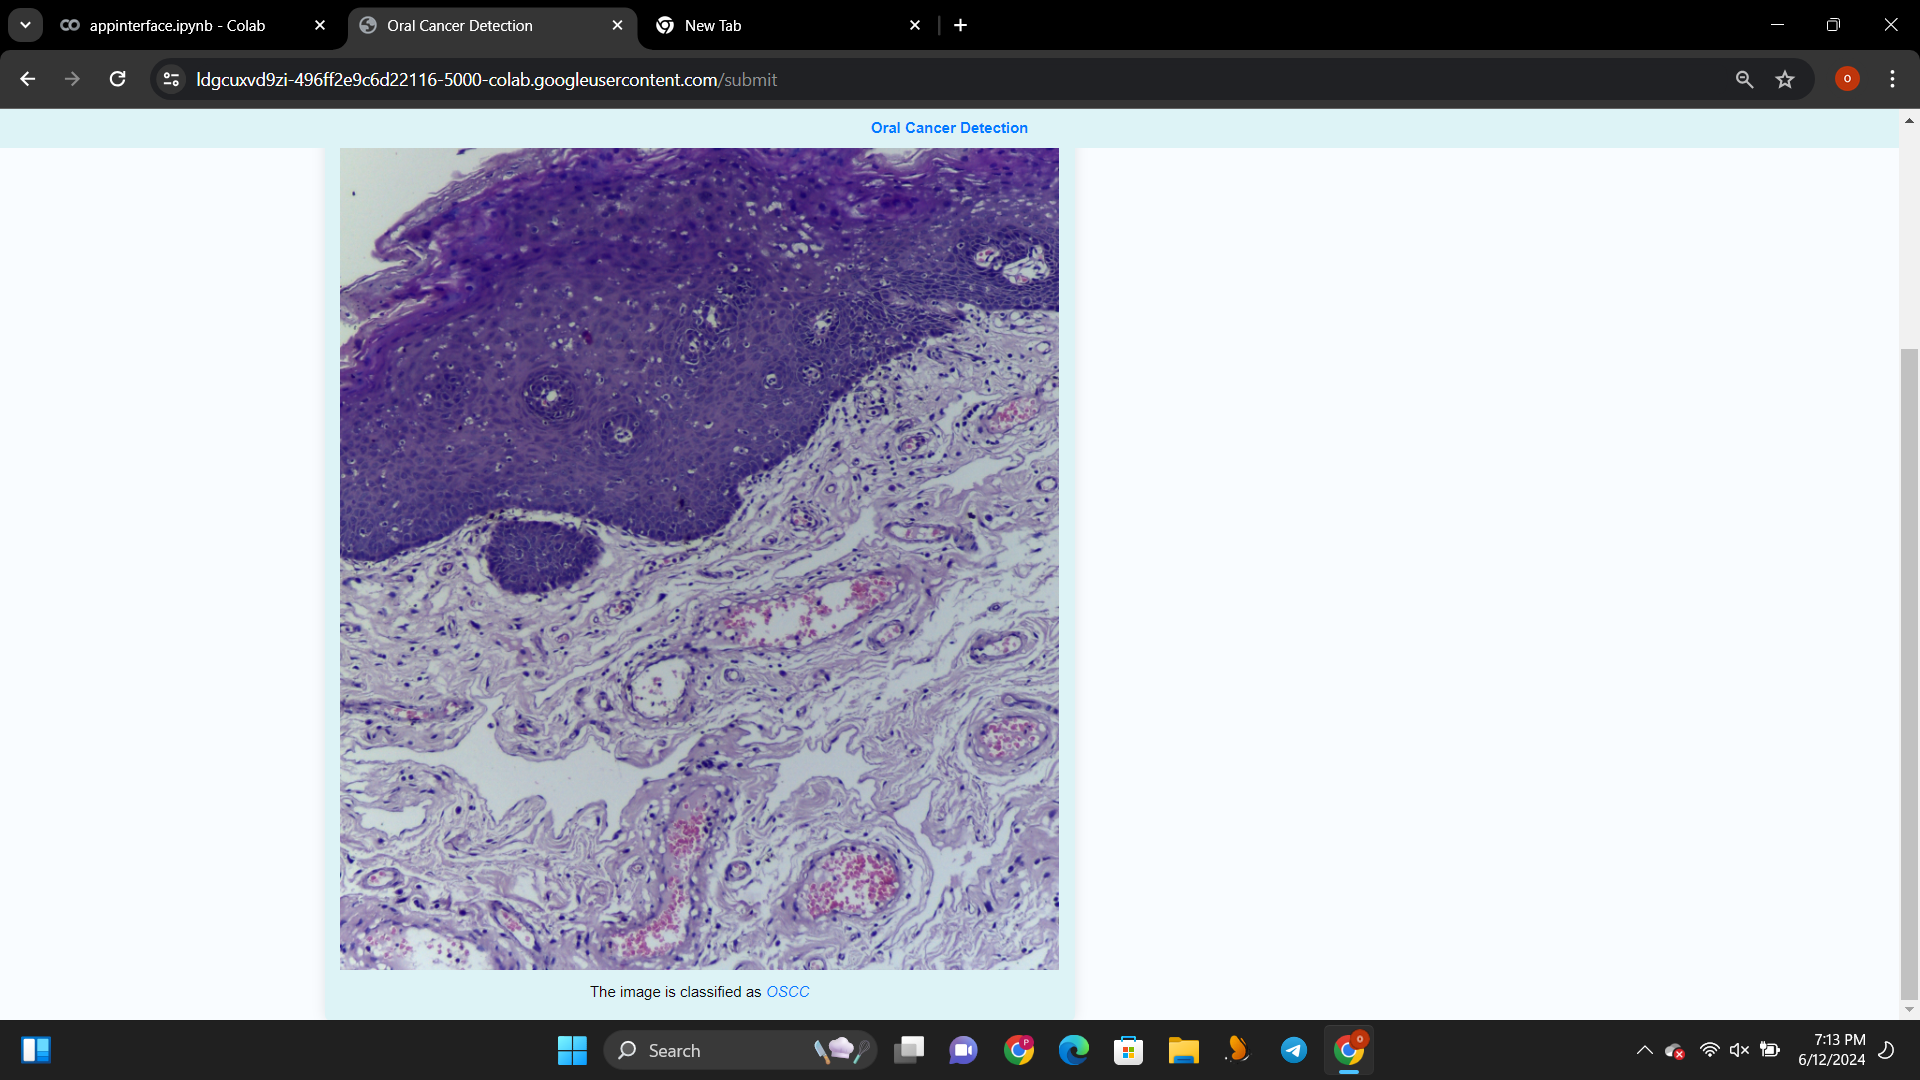 appinterface.ipynb - Colab
Oral Cancer Detection
New Tab
ldgcuxvd9zi-496ff2e9c6d22116-5000-colab.googleusercontent.com/submit
Oral Cancer Detection
The image is classified as OSCC
Search
7:13 PM
6/12/2024